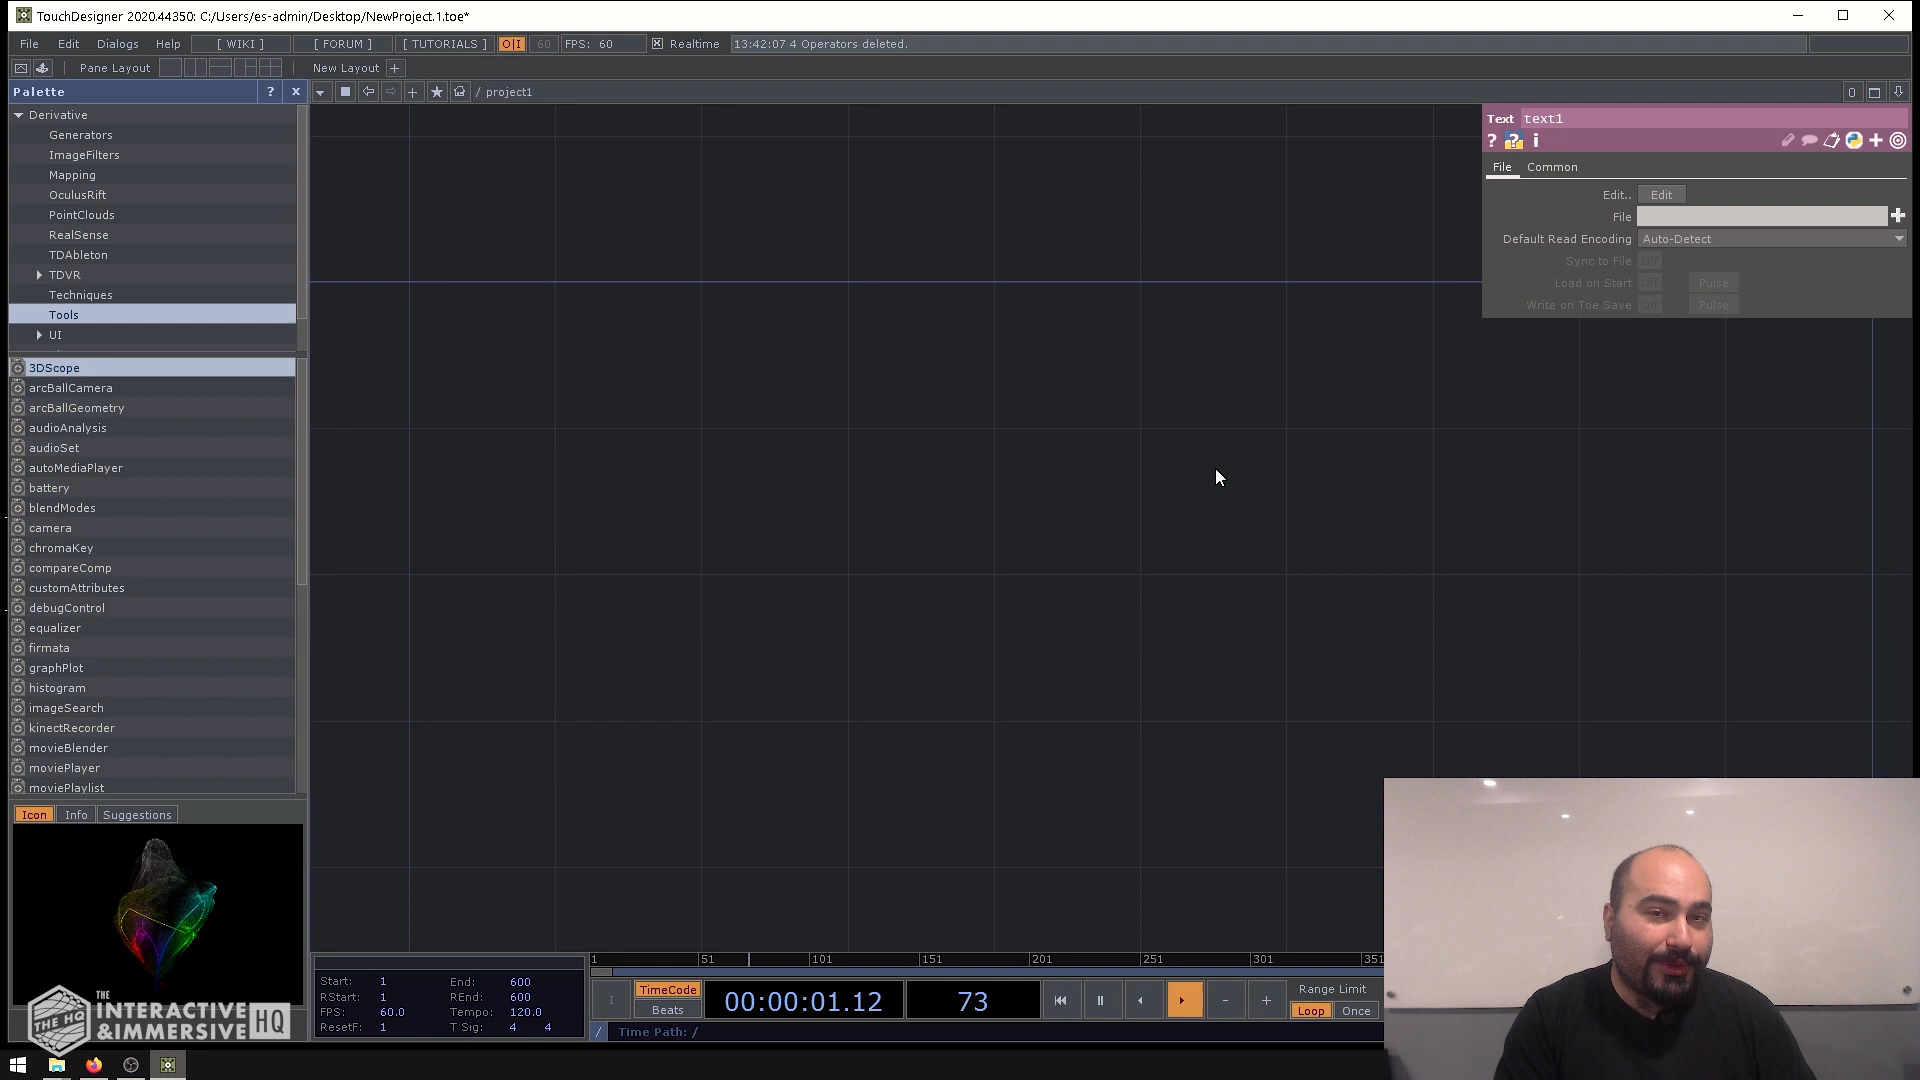 TouchDesigner 2020.44350: C:/Users/es-admin/Desktop/NewProject.1.toe*
File Edit Dialogs Help [ WIKI ] [ FORUM ] [ TUTORIALS ] O|I 60 FPS: 60 Realtime 13:42:07 4 Operators deleted.
Pane Layout New Layout +
Palette ? x / project1 0
Derivative
Generators
ImageFilters
Mapping
OculusRift
PointClouds
RealSense
TDAbleton
TDVR
Techniques
Tools
UI
3DScope
arcBallCamera
arcBallGeometry
audioAnalysis
audioSet
autoMediaPlayer
battery
blendModes
camera
chromaKey
compareComp
customAttributes
debugControl
equalizer
firmata
graphPlot
histogram
imageSearch
kinectRecorder
movieBlender
moviePlayer
moviePlaylist
Icon Info Suggestions
THE
INTERACTIVE
& IMMERSIVE HQ
THE HQ
Text text1
? ? i
File Common
Edit.. Edit
File
Default Read Encoding Auto-Detect
Sync to File Off
Load on Start Off Pulse
Write on Toe Save Off Pulse
1 51 101 151 201 251 301 351
Start: 1 End: 600
RStart: 1 REnd: 600
FPS: 60.0 Tempo: 120.0
ResetF: 1 T Sig: 4 4
I TimeCode Beats 00:00:01.12 73 - + Range Limit
Loop Once
/ Time Path: /